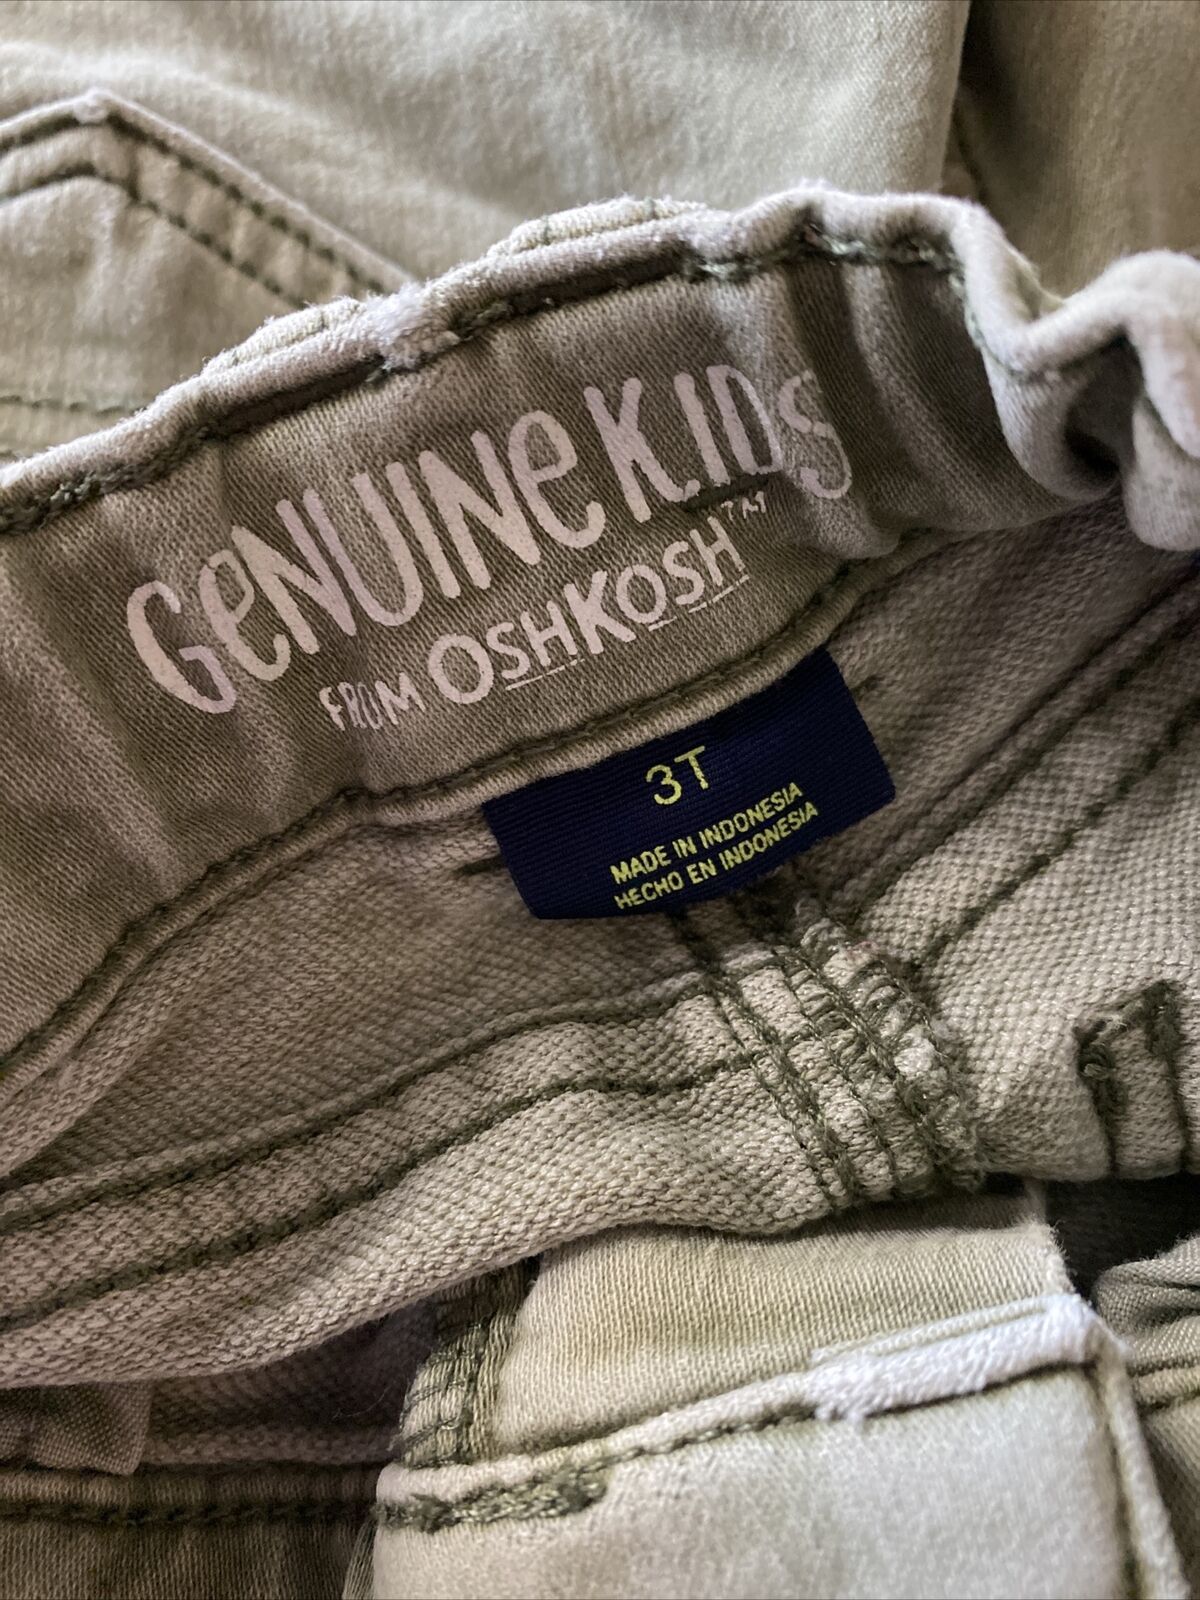 GeNUINe KIDS
FROM OSHKOSH™
3T
MADE IN INDONESIA
HECHO EN INDONESIA